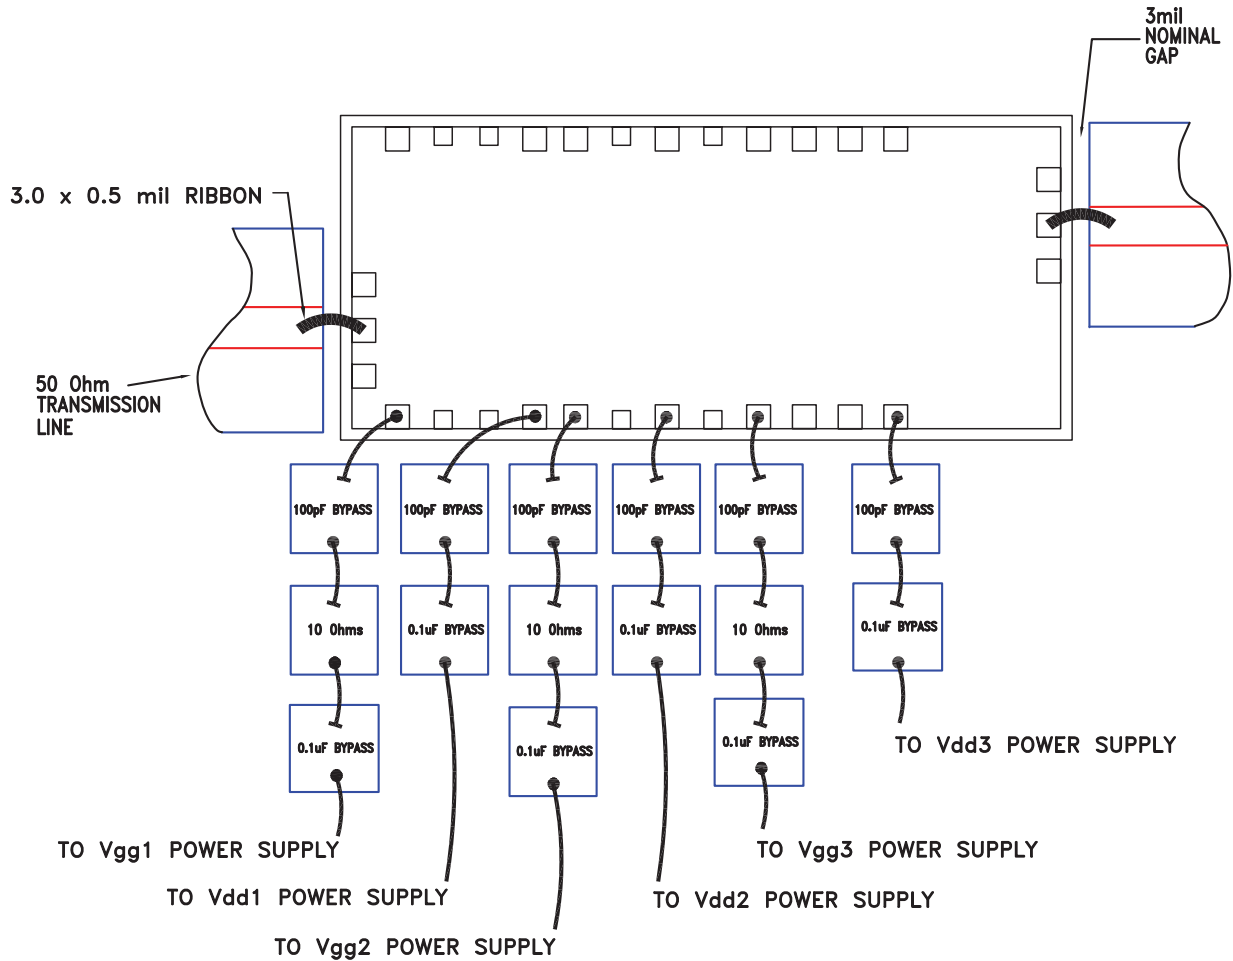 3mil
NOMINAL
GAP
3.0 x 0.5 mil RIBBON
50 Ohm
TRANSMISSION
LINE
100pF BYPASS
100pF BYPASS
100pF BYPASS
100pF BYPASS
100pF BYPASS
100pF BYPASS
10 Ohms
0.1uF BYPASS
10 Ohms
0.1uF BYPASS
10 Ohms
0.1uF BYPASS
0.1uF BYPASS
0.1uF BYPASS
0.1uF BYPASS
TO Vdd3 POWER SUPPLY
TO Vgg1 POWER SUPPLY
TO Vgg3 POWER SUPPLY
TO Vdd1 POWER SUPPLY
TO Vdd2 POWER SUPPLY
TO Vgg2 POWER SUPPLY